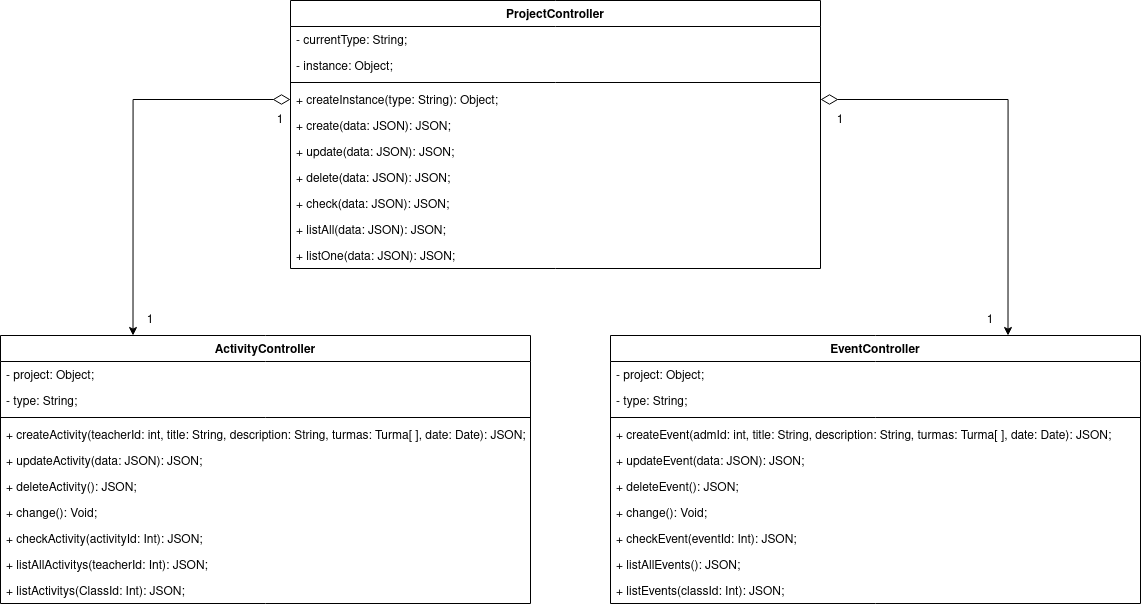 ProjectController
- currentType: String;
- instance: Object;
+ createInstance(type: String): Object;
+ create(data: JSON): JSON;
+ update(data: JSON): JSON;
+ delete(data: JSON): JSON;
+ check(data: JSON): JSON;
+ listAll(data: JSON): JSON;
+ listOne(data: JSON): JSON;
1
1
1
1
ActivityController
- project: Object;
- type: String;
+ createActivity(teacherId: int, title: String, description: String, turmas: Turma[ ], date: Date): JSON;
+ updateActivity(data: JSON): JSON;
+ deleteActivity(): JSON;
+ change(): Void;
+ checkActivity(activityId: Int): JSON;
+ listAllActivitys(teacherId: Int): JSON;
+ listActivitys(ClassId: Int): JSON;
EventController
- project: Object;
- type: String;
+ createEvent(admId: int, title: String, description: String, turmas: Turma[ ], date: Date): JSON;
+ updateEvent(data: JSON): JSON;
+ deleteEvent(): JSON;
+ change(): Void;
+ checkEvent(eventId: Int): JSON;
+ listAllEvents(): JSON;
+ listEvents(classId: Int): JSON;